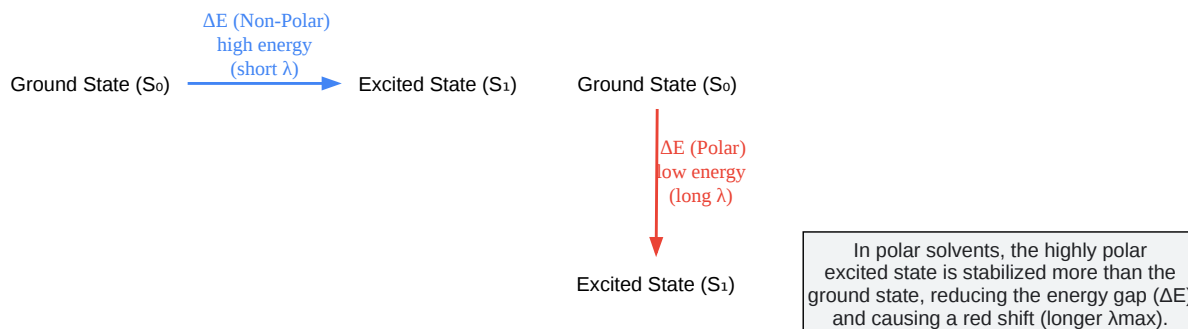 ΔE (Non-Polar)
high energy
(short λ)
Ground State (S₀)
Excited State (S₁)
Ground State (S₀)
ΔE (Polar)
low energy
(long λ)
Excited State (S₁)
In polar solvents, the highly polar
excited state is stabilized more than the
ground state, reducing the energy gap (ΔE)
and causing a red shift (longer λmax).